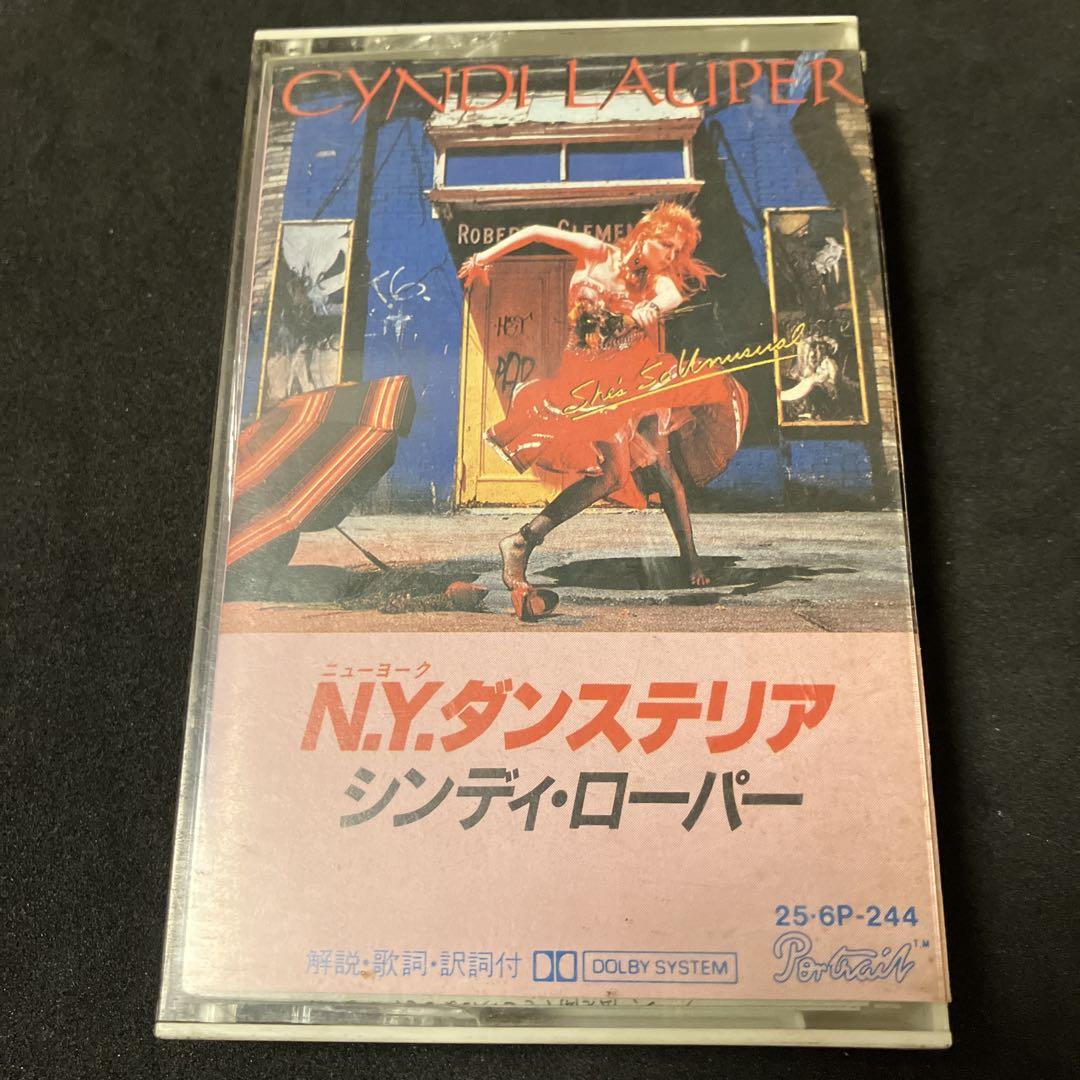 CYNDI LAUPER
ROBER
CLEMEN
She's So Unusual
ニューヨーク
N.Y.ダンステリア
シンディ・ローパー
25・6P-244
解説・歌詞・訳詞付 DOLBY SYSTEM
Portrait™